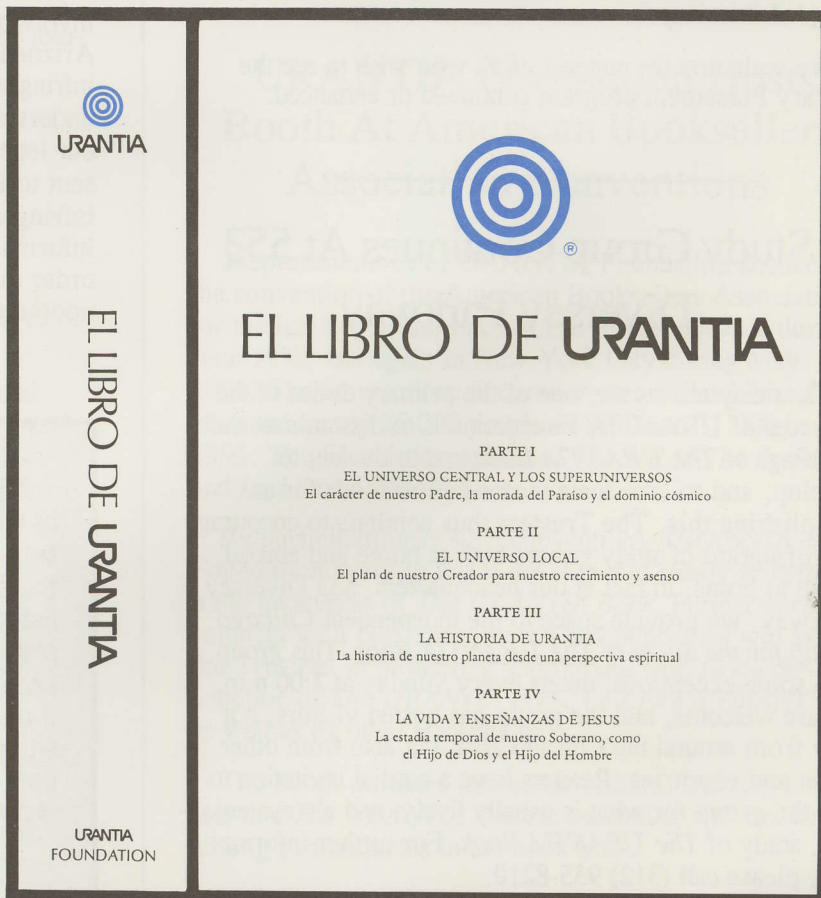 URANTIA
EL LIBRO DE URANTIA
URANTIA
FOUNDATION
®
EL LIBRO DE URANTIA
PARTE I
EL UNIVERSO CENTRAL Y LOS SUPERUNIVERSOS
El carácter de nuestro Padre, la morada del Paraíso y el dominio cósmico
PARTE II
EL UNIVERSO LOCAL
El plan de nuestro Creador para nuestro crecimiento y asenso
PARTE III
LA HISTORIA DE URANTIA
La historia de nuestro planeta desde una perspectiva espiritual
PARTE IV
LA VIDA Y ENSEÑANZAS DE JESUS
La estadía temporal de nuestro Soberano, como
el Hijo de Dios y el Hijo del Hombre